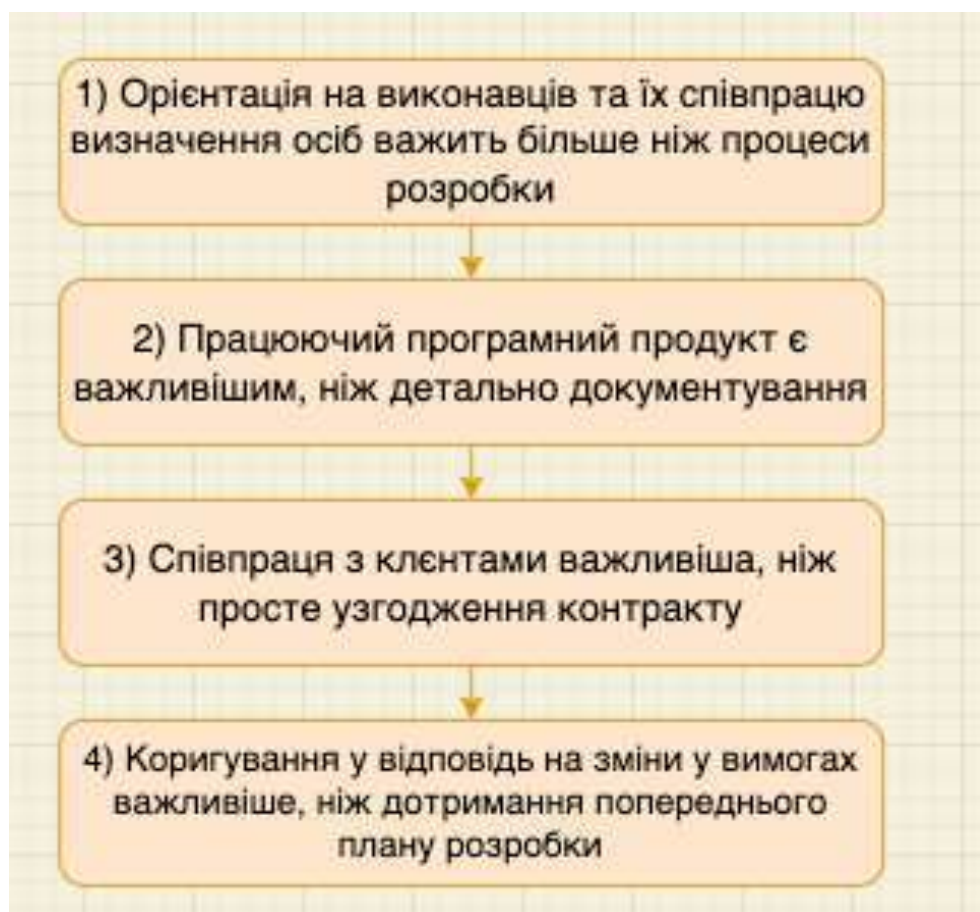 1) Орієнтація на виконавців та їх співпрацю
визначення осіб важить більше ніж процеси
розробки
2) Працюючий програмний продукт є
важливішим, ніж детально документування
3) Співпраця з клєнтами важливіша, ніж
просте узгодження контракту
4) Коригування у відповідь на зміни у вимогах
важливіше, ніж дотримання попереднього
плану розробки